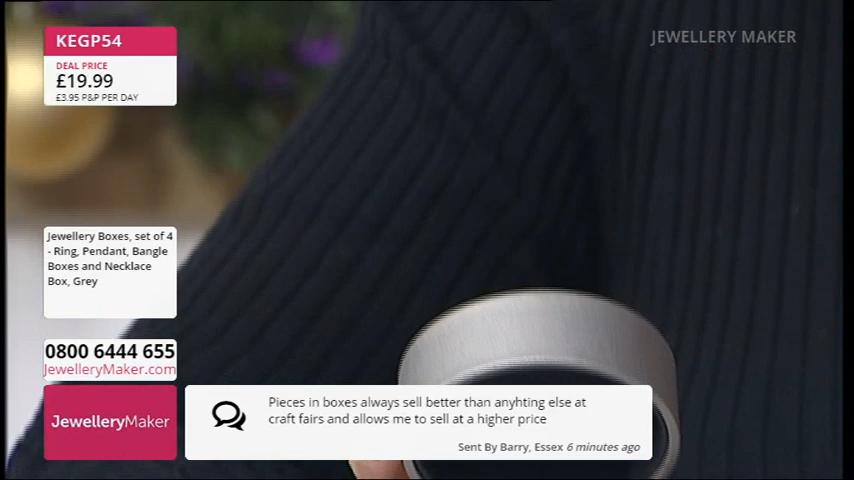 KEGP54
DEAL PRICE
£19.99
£3.95 P&P PER DAY
JEWELLERY MAKER
Jewellery Boxes, set of 4
- Ring, Pendant, Bangle
Boxes and Necklace
Box, Grey
0800 6444 655
JewelleryMaker.com
JewelleryMaker
Pieces in boxes always sell better than anyhting else at
craft fairs and allows me to sell at a higher price
Sent By Barry, Essex 6 minutes ago